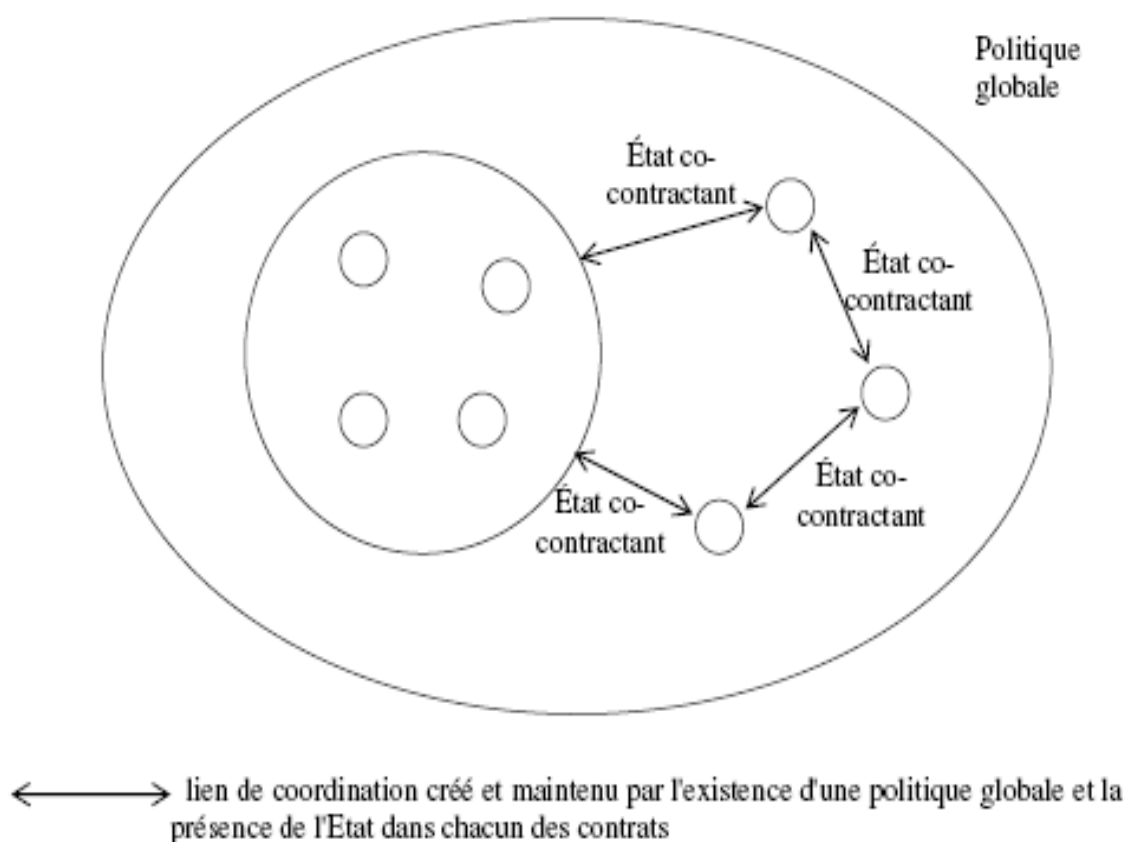 Politique
globale
État co-
contractant
État co-
contractant
État co-
contractant
État co-
contractant
lien de coordination créé et maintenu par l'existence d'une politique globale et la
présence de l'Etat dans chacun des contrats